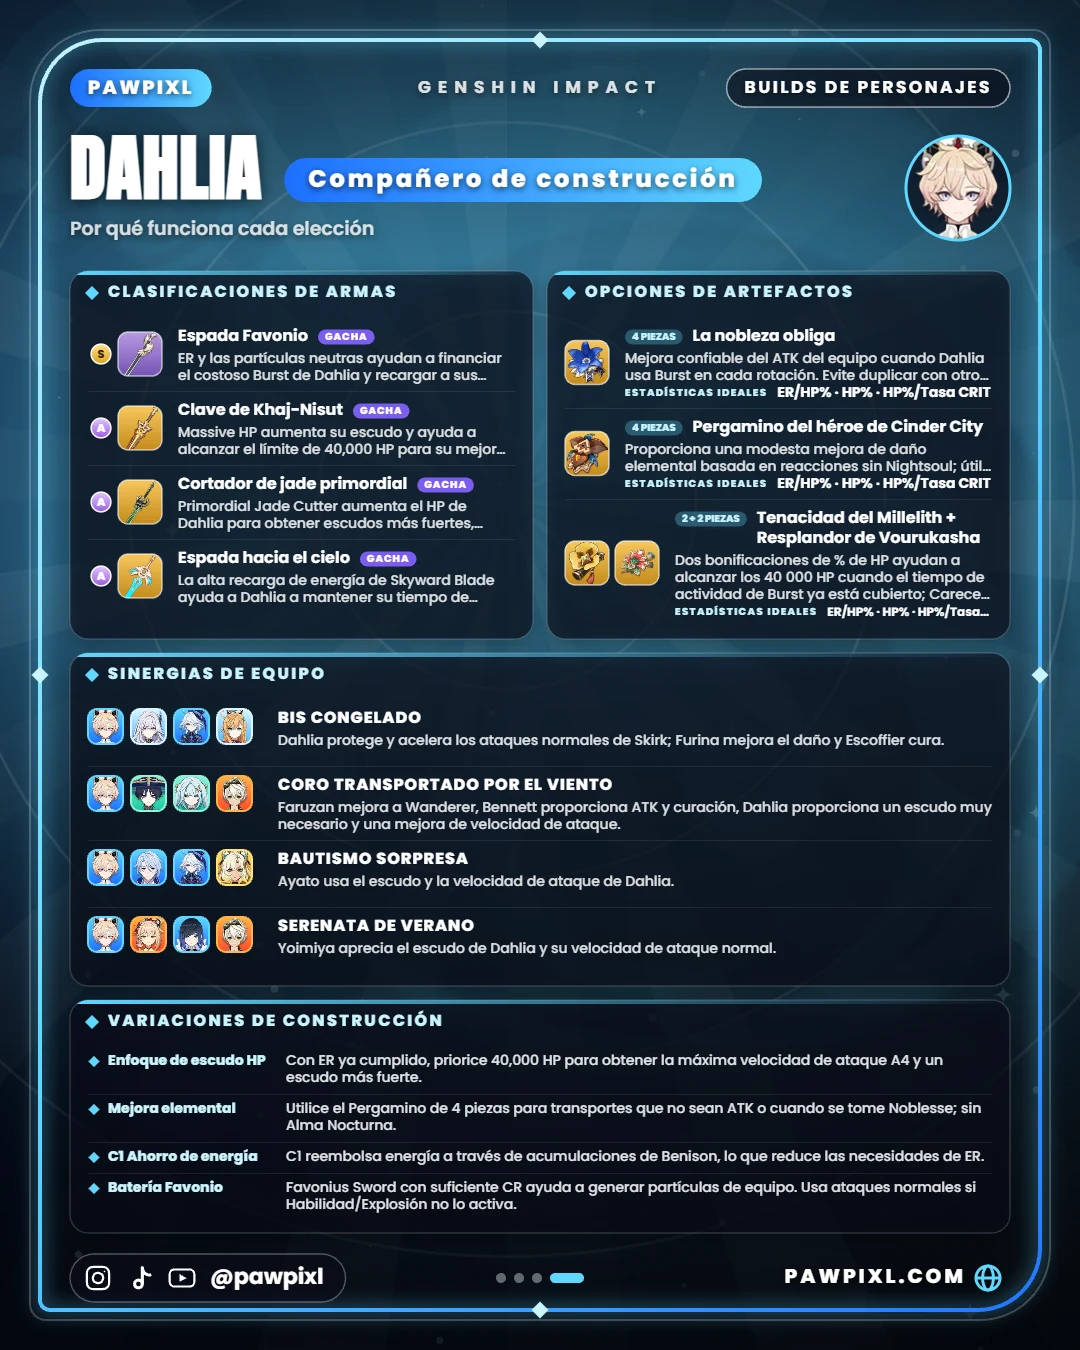 PAWPIXL
GENSHIN IMPACT
BUILDS DE PERSONAJES
DAHLIA
Compañero de construcción
Por qué funciona cada elección
CLASIFICACIONES DE ARMAS
S
Espada Favonio GACHA
ER y las partículas neutras ayudan a financiar
el costoso Burst de Dahlia y recargar a sus...
A
Clave de Khaj-Nisut GACHA
Massive HP aumenta su escudo y ayuda a
alcanzar el límite de 40,000 HP para su mejor...
A
Cortador de jade primordial GACHA
Primordial Jade Cutter aumenta el HP de
Dahlia para obtener escudos más fuertes,...
A
Espada hacia el cielo GACHA
La alta recarga de energía de Skyward Blade
ayuda a Dahlia a mantener su tiempo de...
OPCIONES DE ARTEFACTOS
4 PIEZAS La nobleza obliga
Mejora confiable del ATK del equipo cuando Dahlia
usa Burst en cada rotación. Evite duplicar con otro...
ESTADÍSTICAS IDEALES ER/HP% · HP% · HP%/Tasa CRIT
4 PIEZAS Pergamino del héroe de Cinder City
Proporciona una modesta mejora de daño
elemental basada en reacciones sin Nightsoul; útil...
ESTADÍSTICAS IDEALES ER/HP% · HP% · HP%/Tasa CRIT
2+2 PIEZAS Tenacidad del Millelith +
Resplandor de Vourukasha
Dos bonificaciones de % de HP ayudan a
alcanzar los 40 000 HP cuando el tiempo de
actividad de Burst ya está cubierto; Carece...
ESTADÍSTICAS IDEALES ER/HP% · HP% · HP%/Tasa...
SINERGIAS DE EQUIPO
BIS CONGELADO
Dahlia protege y acelera los ataques normales de Skirk; Furina mejora el daño y Escoffier cura.
CORO TRANSPORTADO POR EL VIENTO
Faruzan mejora a Wanderer, Bennett proporciona ATK y curación, Dahlia proporciona un escudo muy
necesario y una mejora de velocidad de ataque.
BAUTISMO SORPRESA
Ayato usa el escudo y la velocidad de ataque de Dahlia.
SERENATA DE VERANO
Yoimiya aprecia el escudo de Dahlia y su velocidad de ataque normal.
VARIACIONES DE CONSTRUCCIÓN
Enfoque de escudo HP
Con ER ya cumplido, priorice 40,000 HP para obtener la máxima velocidad de ataque A4 y un
escudo más fuerte.
Mejora elemental
Utilice el Pergamino de 4 piezas para transportes que no sean ATK o cuando se tome Noblesse; sin
Alma Nocturna.
C1 Ahorro de energía
C1 reembolsa energía a través de acumulaciones de Benison, lo que reduce las necesidades de ER.
Batería Favonio
Favonius Sword con suficiente CR ayuda a generar partículas de equipo. Usa ataques normales si
Habilidad/Explosión no lo activa.
@pawpixl
PAWPIXL.COM